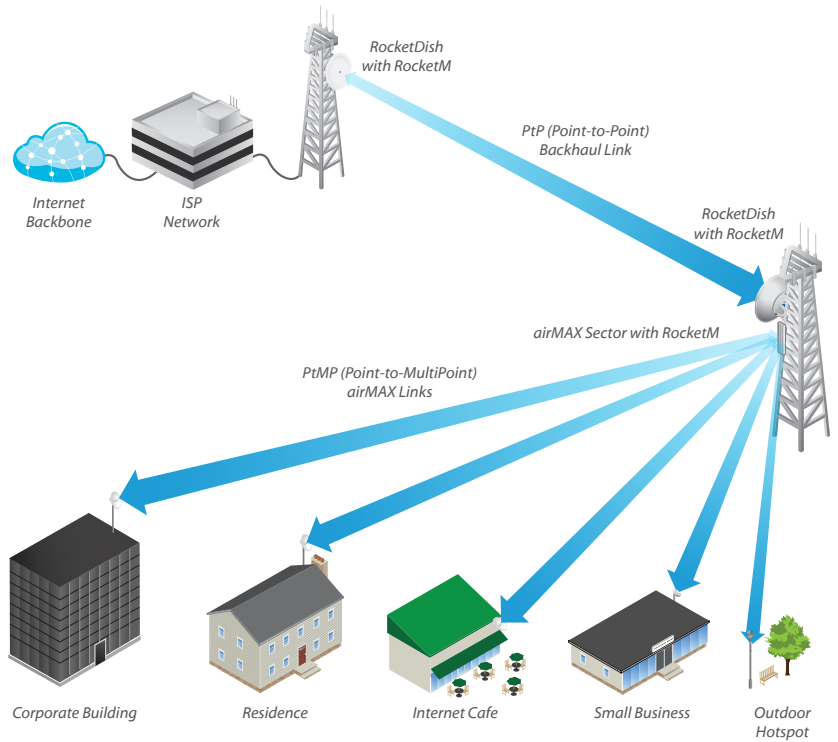 RocketDish
with RocketM
PtP (Point-to-Point)
Backhaul Link
Internet
Backbone
ISP
Network
RocketDish
with RocketM
airMAX Sector with RocketM
PtMP (Point-to-MultiPoint)
airMAX Links
Corporate Building
Residence
Internet Cafe
Small Business
Outdoor
Hotspot